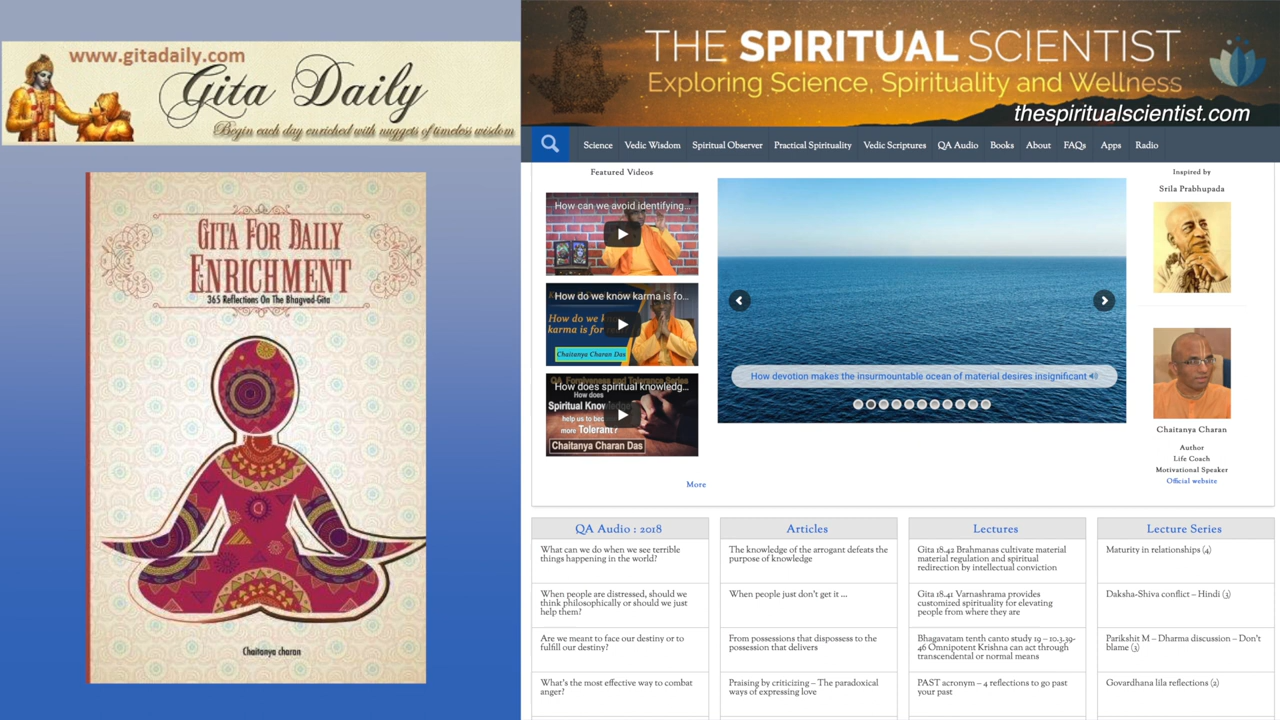 www.gitadaily.com
Gita Daily
Begin each day enriched with nuggets of timeless wisdom
GITA FOR DAILY
ENRICHMENT
365 Reflections On The Bhagvad-Gita
Chaitanya charan
THE SPIRITUAL SCIENTIST
Exploring Science, Spirituality and Wellness
thespiritualscientist.com
Science Vedic Wisdom Spiritual Observer Practical Spirituality Vedic Scriptures QA Audio Books About FAQs Apps Radio
Featured Videos
How can we avoid identifying...
How do we know karma is fo...
How do we k
karma is for
Chaitanya Charan Das
How does spiritual knowledg...
How does
Spiritual Know
help us to be
more Tolerant?
Chaitanya Charan Das
More
How devotion makes the insurmountable ocean of material desires insignificant
Inspired by
Srila Prabhupada
Chaitanya Charan
Author
Life Coach
Motivational Speaker
Official website
QA Audio : 2018
What can we do when we see terrible
things happening in the world?
When people are distressed, should we
think philosophically or should we just
help them?
Are we meant to face our destiny or to
fulfill our destiny?
What's the most effective way to combat
anger?
Articles
The knowledge of the arrogant defeats the
purpose of knowledge
When people just don't get it ...
From possessions that dispossess to the
possession that delivers
Praising by criticizing – The paradoxical
ways of expressing love
Lectures
Gita 18.42 Brahmanas cultivate material
material regulation and spiritual
redirection by intellectual conviction
Gita 18.41 Varnashrama provides
customized spirituality for elevating
people from where they are
Bhagavatam tenth canto study 19 – 10.3.39-
46 Omnipotent Krishna can act through
transcendental or normal means
PAST acronym – 4 reflections to go past
your past
Lecture Series
Maturity in relationships (4)
Daksha-Shiva conflict – Hindi (3)
Parikshit M – Dharma discussion – Don't
blame (3)
Govardhana lila reflections (2)